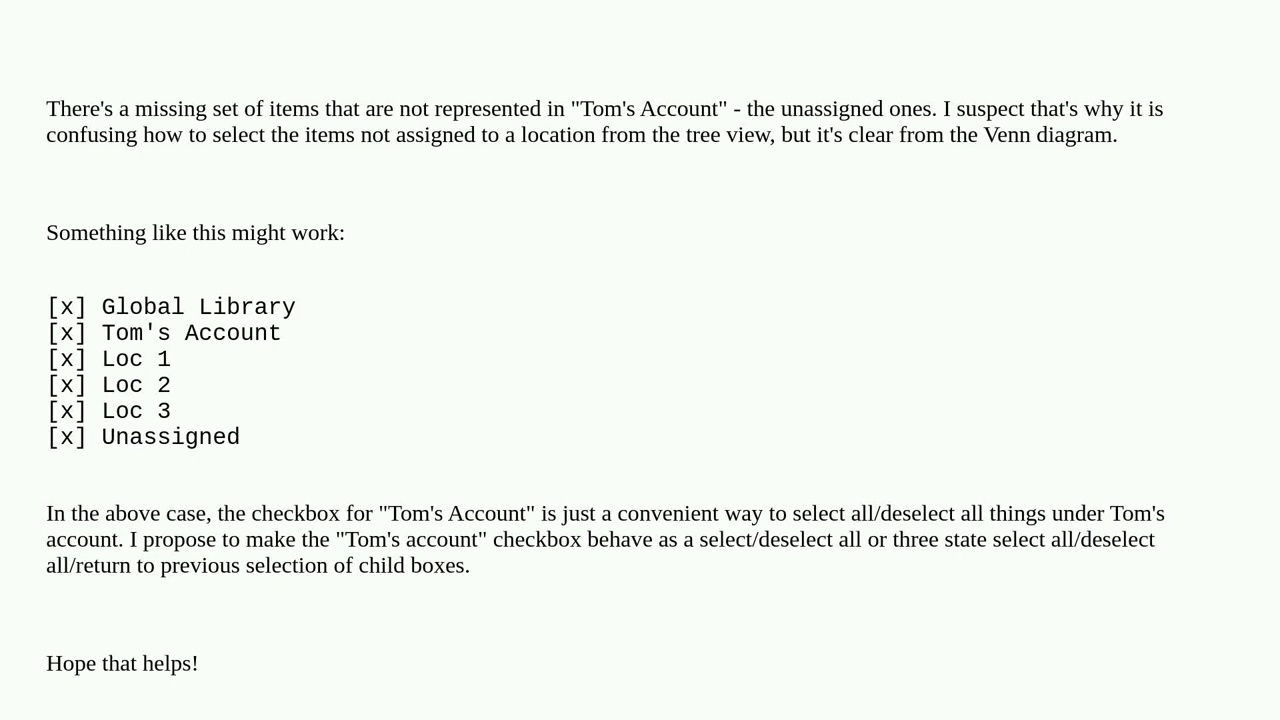 There's a missing set of items that are not represented in "Tom's Account" - the unassigned ones. I suspect that's why it is
confusing how to select the items not assigned to a location from the tree view, but it's clear from the Venn diagram.
Something like this might work:
[x] Global Library
[x] Tom's Account
[x] Loc 1
[x] Loc 2
[x] Loc 3
[x] Unassigned
In the above case, the checkbox for "Tom's Account" is just a convenient way to select all/deselect all things under Tom's
account. I propose to make the "Tom's account" checkbox behave as a select/deselect all or three state select all/deselect
all/return to previous selection of child boxes.
Hope that helps!